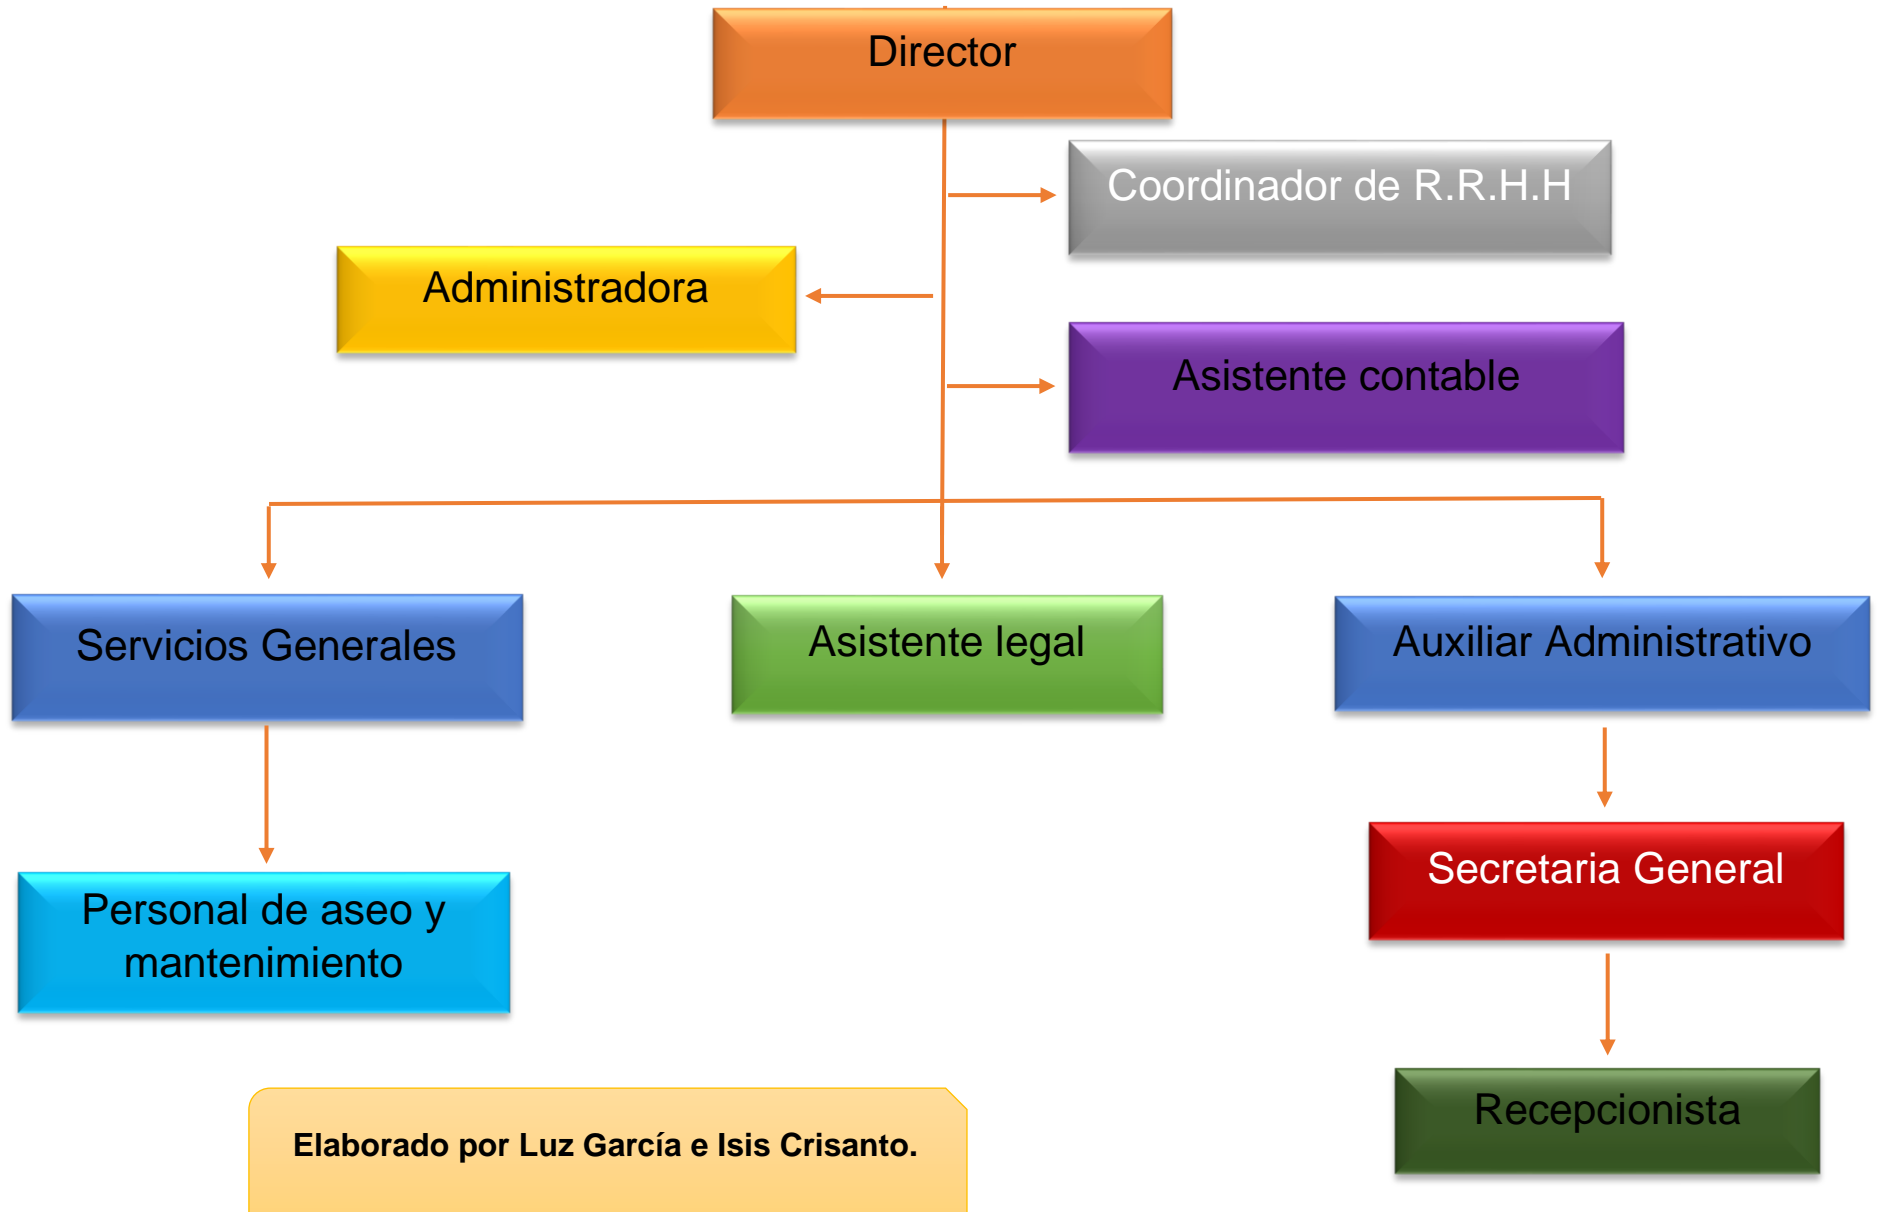 Director
Coordinador de R.R.H.H
Administradora
Asistente contable
Servicios Generales
Asistente legal
Auxiliar Administrativo
Secretaria General
Personal de aseo y
mantenimiento
Recepcionista
Elaborado por Luz García e Isis Crisanto.